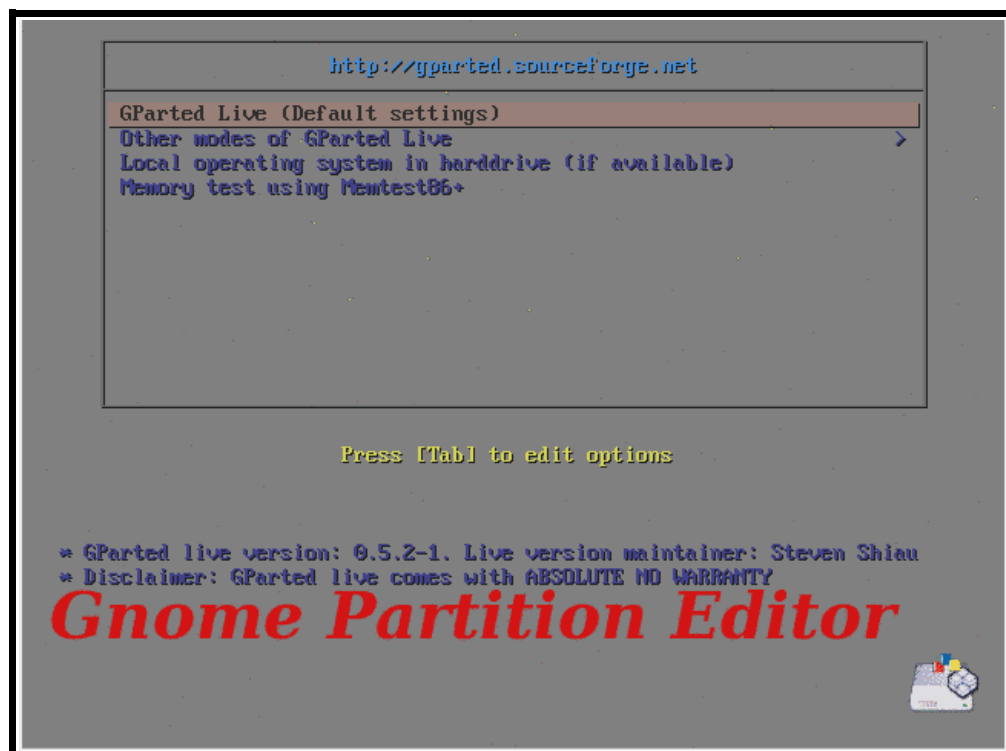 http://gparted.sourceforge.net
GParted Live (Default settings)
Other modes of GParted Live >
Local operating system in harddrive (if available)
Memory test using Memtest86+
Press [Tab] to edit options
* GParted live version: 0.5.2-1. Live version maintainer: Steven Shiau
* Disclaimer: GParted live comes with ABSOLUTE NO WARRANTY
Gnome Partition Editor